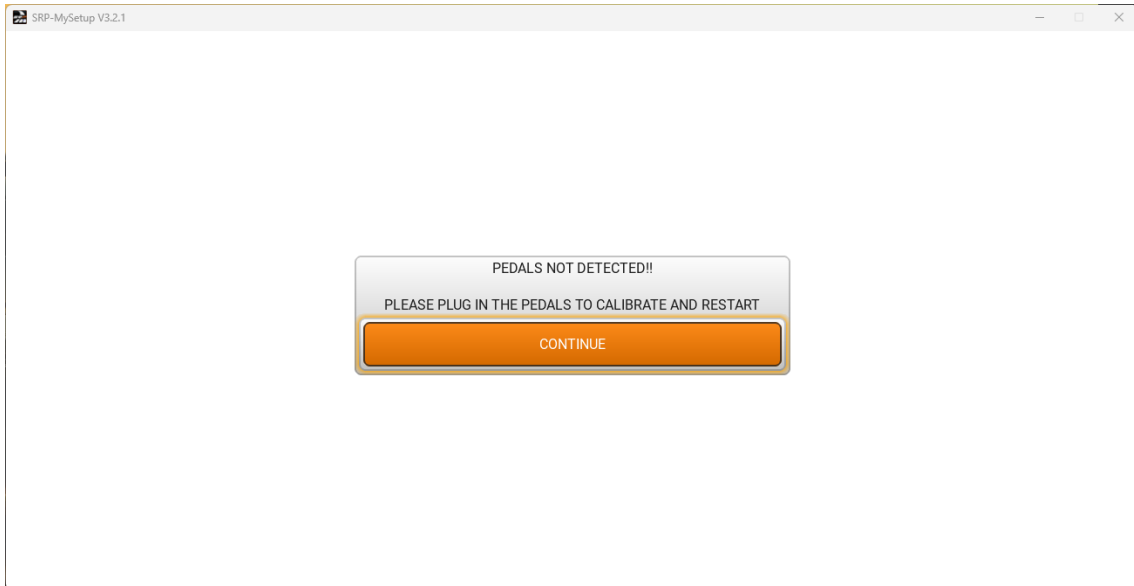 SRP-MySetup V3.2.1
PEDALS NOT DETECTED!!
PLEASE PLUG IN THE PEDALS TO CALIBRATE AND RESTART
CONTINUE